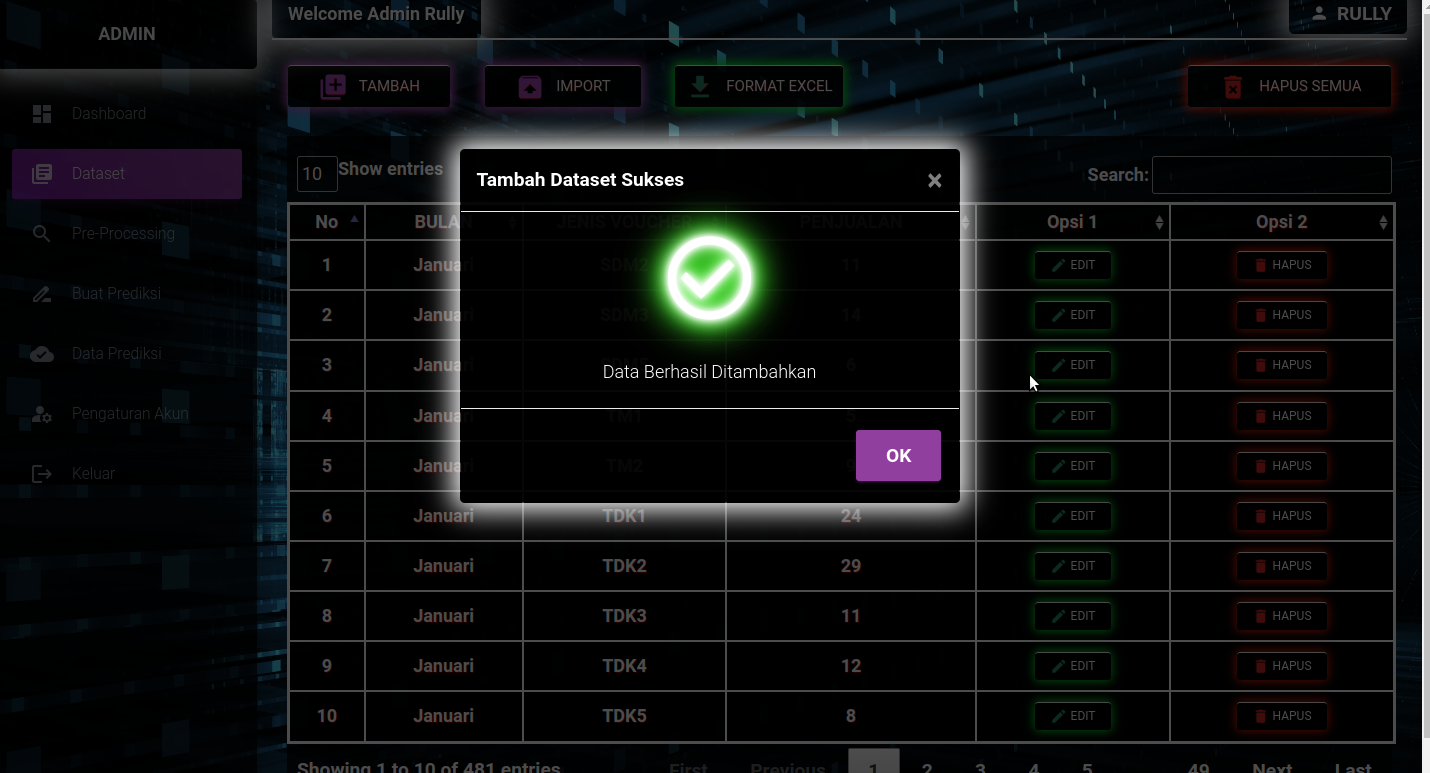 Welcome Admin Rully
RULLY
ADMIN
TAMBAH
IMPORT
FORMAT EXCEL
HAPUS SEMUA
Dashboard
Dataset
Pre-Processing
Buat Prediksi
Data Prediksi
Pengaturan Akun
Keluar
10 Show entries
Search:
Tambah Dataset Sukses ×
Data Berhasil Ditambahkan
OK
No BULAN JENIS VOUCHER PENJUALAN Opsi 1 Opsi 2
1 Januari SDM2 11 EDIT HAPUS
2 Januari SDM3 14 EDIT HAPUS
3 Januari 6 EDIT HAPUS
4 Januari TM1 EDIT HAPUS
5 Januari TM2 9 EDIT HAPUS
6 Januari TDK1 24 EDIT HAPUS
7 Januari TDK2 29 EDIT HAPUS
8 Januari TDK3 11 EDIT HAPUS
9 Januari TDK4 12 EDIT HAPUS
10 Januari TDK5 8 EDIT HAPUS
Showing 1 to 10 of 481 entries
First Previous 1 2 3 4 5 49 Next Last